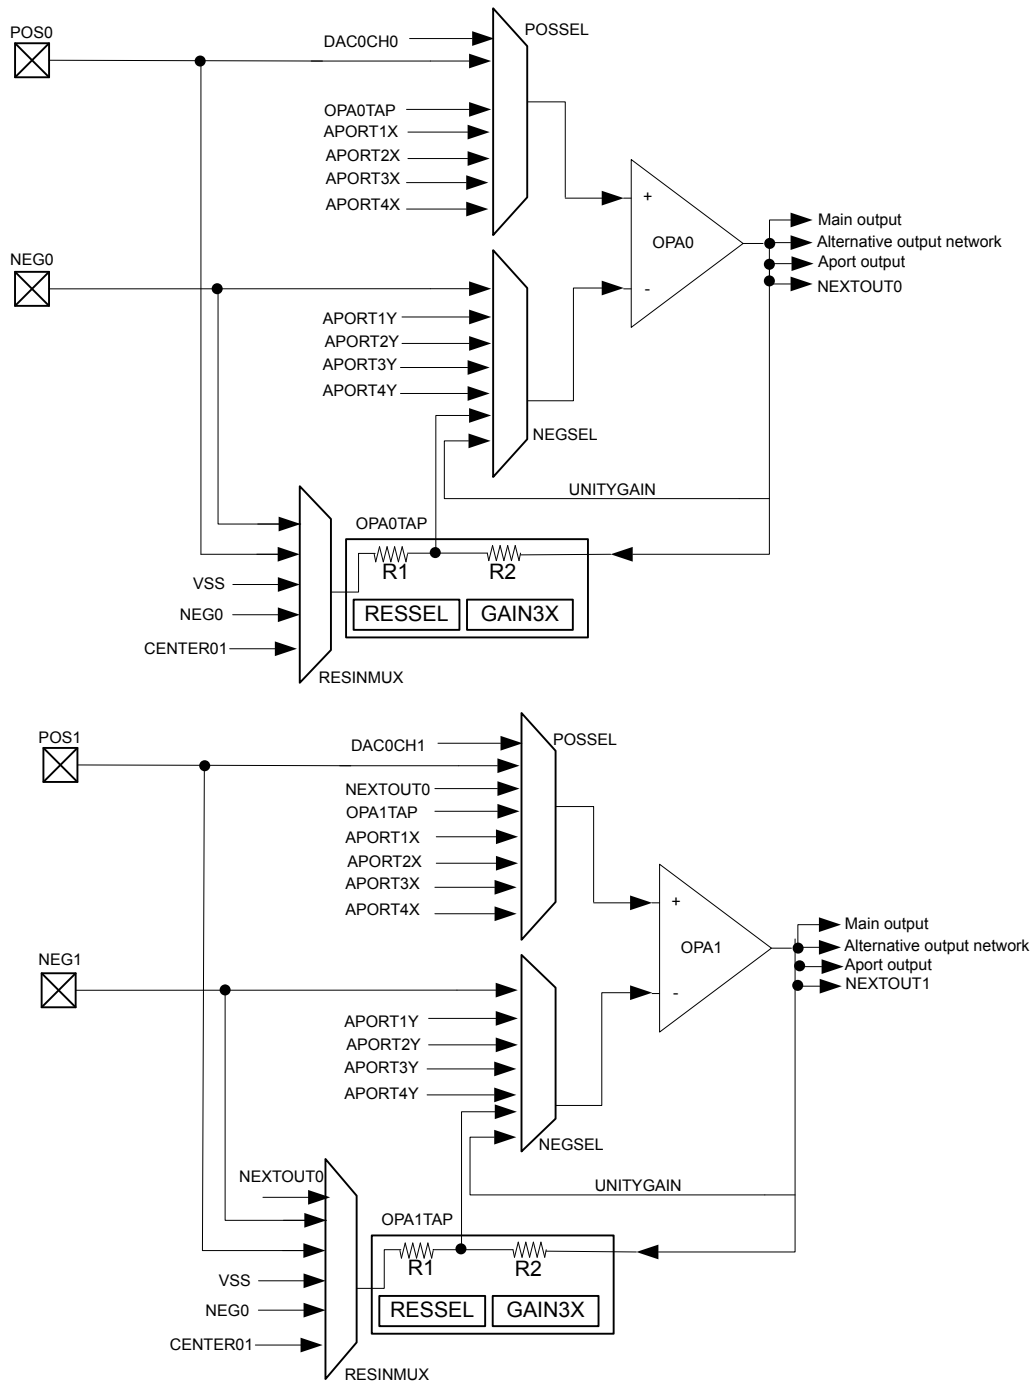 POS0
DAC0CH0
POSSEL
OPA0TAP
APORT1X
APORT2X
APORT3X
APORT4X
+
OPA0
-
Main output
Alternative output network
Aport output
NEXTOUT0
NEG0
APORT1Y
APORT2Y
APORT3Y
APORT4Y
NEGSEL
UNITYGAIN
OPA0TAP
R1
R2
RESSEL
GAIN3X
VSS
NEG0
CENTER01
RESINMUX
POS1
DAC0CH1
POSSEL
NEXTOUT0
OPA1TAP
APORT1X
APORT2X
APORT3X
APORT4X
+
OPA1
-
Main output
Alternative output network
Aport output
NEXTOUT1
NEG1
APORT1Y
APORT2Y
APORT3Y
APORT4Y
NEGSEL
UNITYGAIN
NEXTOUT0
OPA1TAP
R1
R2
RESSEL
GAIN3X
VSS
NEG0
CENTER01
RESINMUX